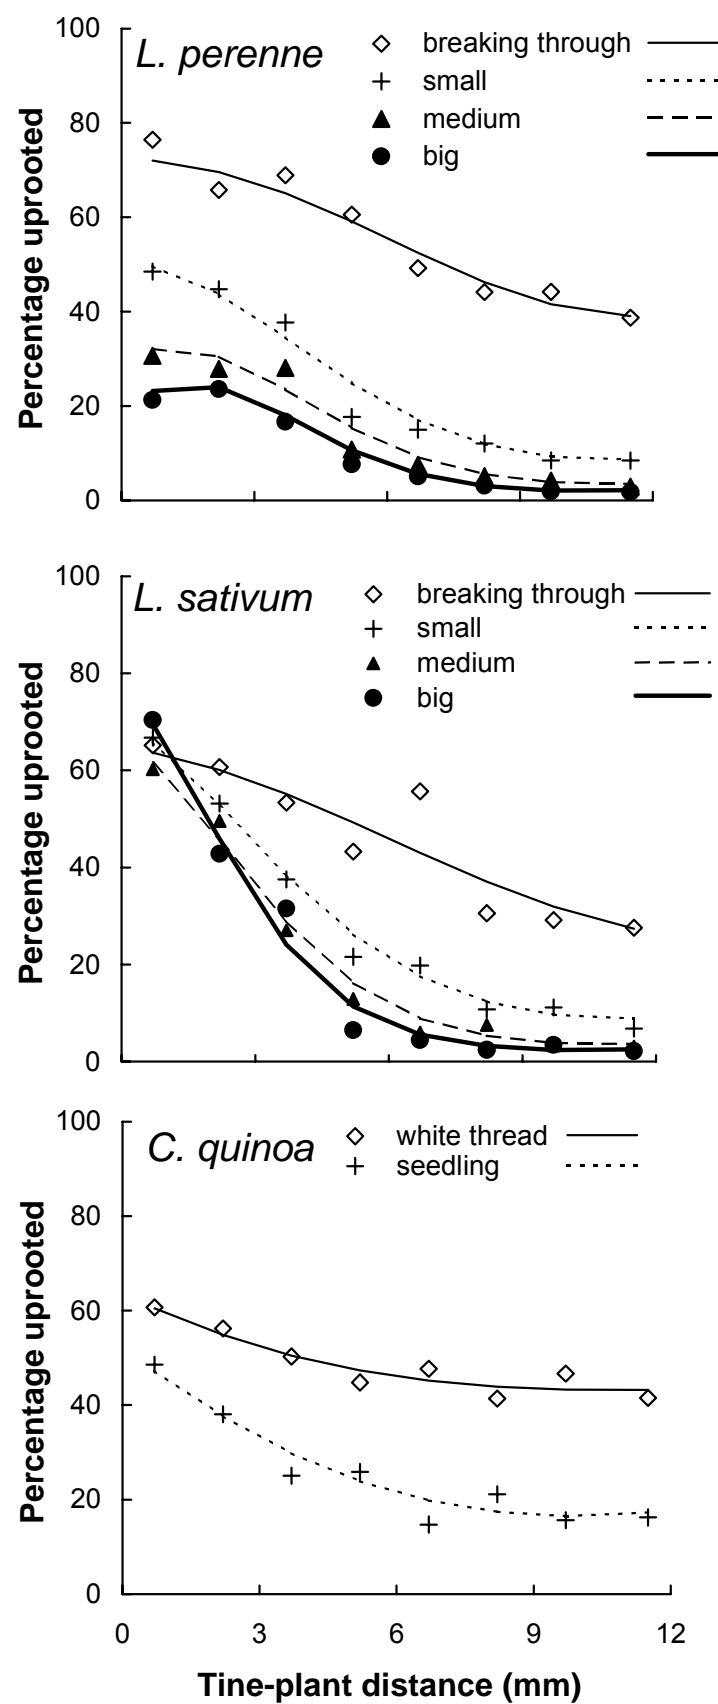 100
L. perenne
breaking through
small
medium
big
80
60
40
20
0
Percentage uprooted
100
L. sativum
breaking through
small
medium
big
80
60
40
20
0
Percentage uprooted
100
C. quinoa
white thread
seedling
80
60
40
20
0
Percentage uprooted
0 3 6 9 12
Tine-plant distance (mm)